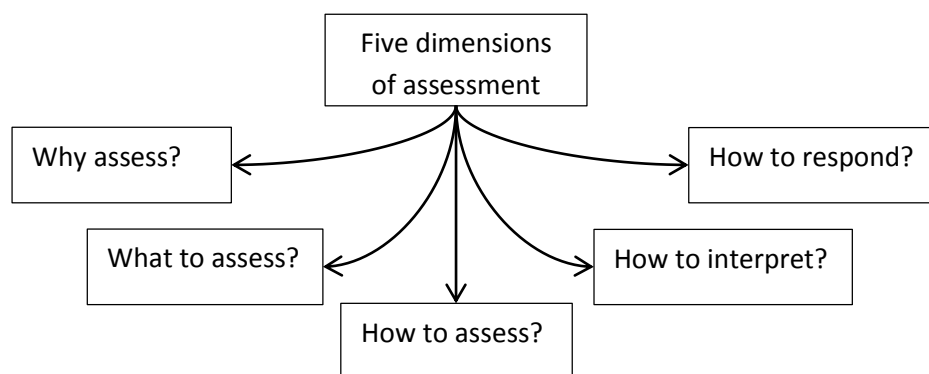 Five dimensions
of assessment
Why assess?
How to respond?
What to assess?
How to interpret?
How to assess?